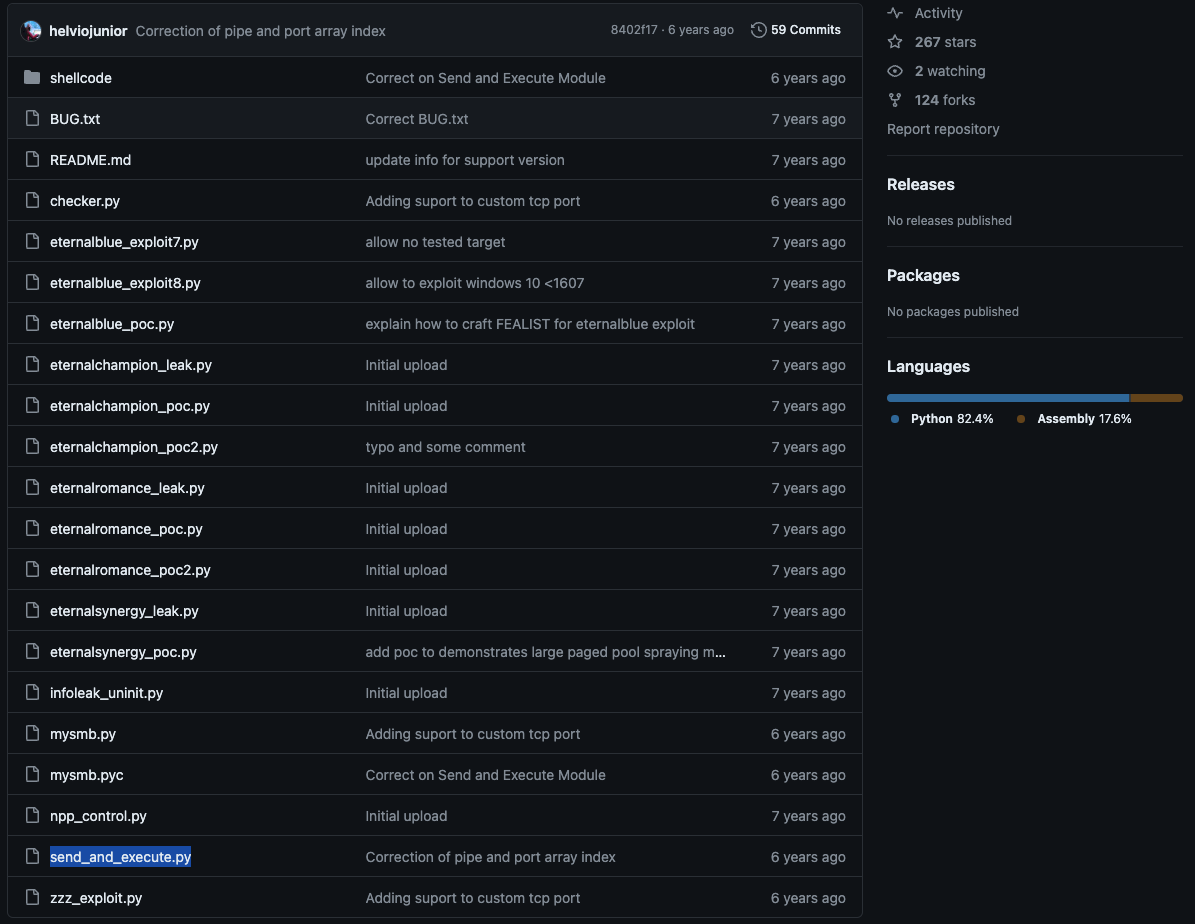 helviojunior Correction of pipe and port array index 8402f17 · 6 years ago 59 Commits
shellcode Correct on Send and Execute Module 6 years ago
BUG.txt Correct BUG.txt 7 years ago
README.md update info for support version 7 years ago
checker.py Adding suport to custom tcp port 6 years ago
eternalblue_exploit7.py allow no tested target 7 years ago
eternalblue_exploit8.py allow to exploit windows 10 <1607 7 years ago
eternalblue_poc.py explain how to craft FEALIST for eternalblue exploit 7 years ago
eternalchampion_leak.py Initial upload 7 years ago
eternalchampion_poc.py Initial upload 7 years ago
eternalchampion_poc2.py typo and some comment 7 years ago
eternalromance_leak.py Initial upload 7 years ago
eternalromance_poc.py Initial upload 7 years ago
eternalromance_poc2.py Initial upload 7 years ago
eternalsynergy_leak.py Initial upload 7 years ago
eternalsynergy_poc.py add poc to demonstrates large paged pool spraying m... 7 years ago
infoleak_uninit.py Initial upload 7 years ago
mysmb.py Adding suport to custom tcp port 6 years ago
mysmb.pyc Correct on Send and Execute Module 6 years ago
npp_control.py Initial upload 7 years ago
send_and_execute.py Correction of pipe and port array index 6 years ago
zzz_exploit.py Adding suport to custom tcp port 6 years ago
Activity
267 stars
2 watching
124 forks
Report repository
Releases
No releases published
Packages
No packages published
Languages
Python 82.4% Assembly 17.6%